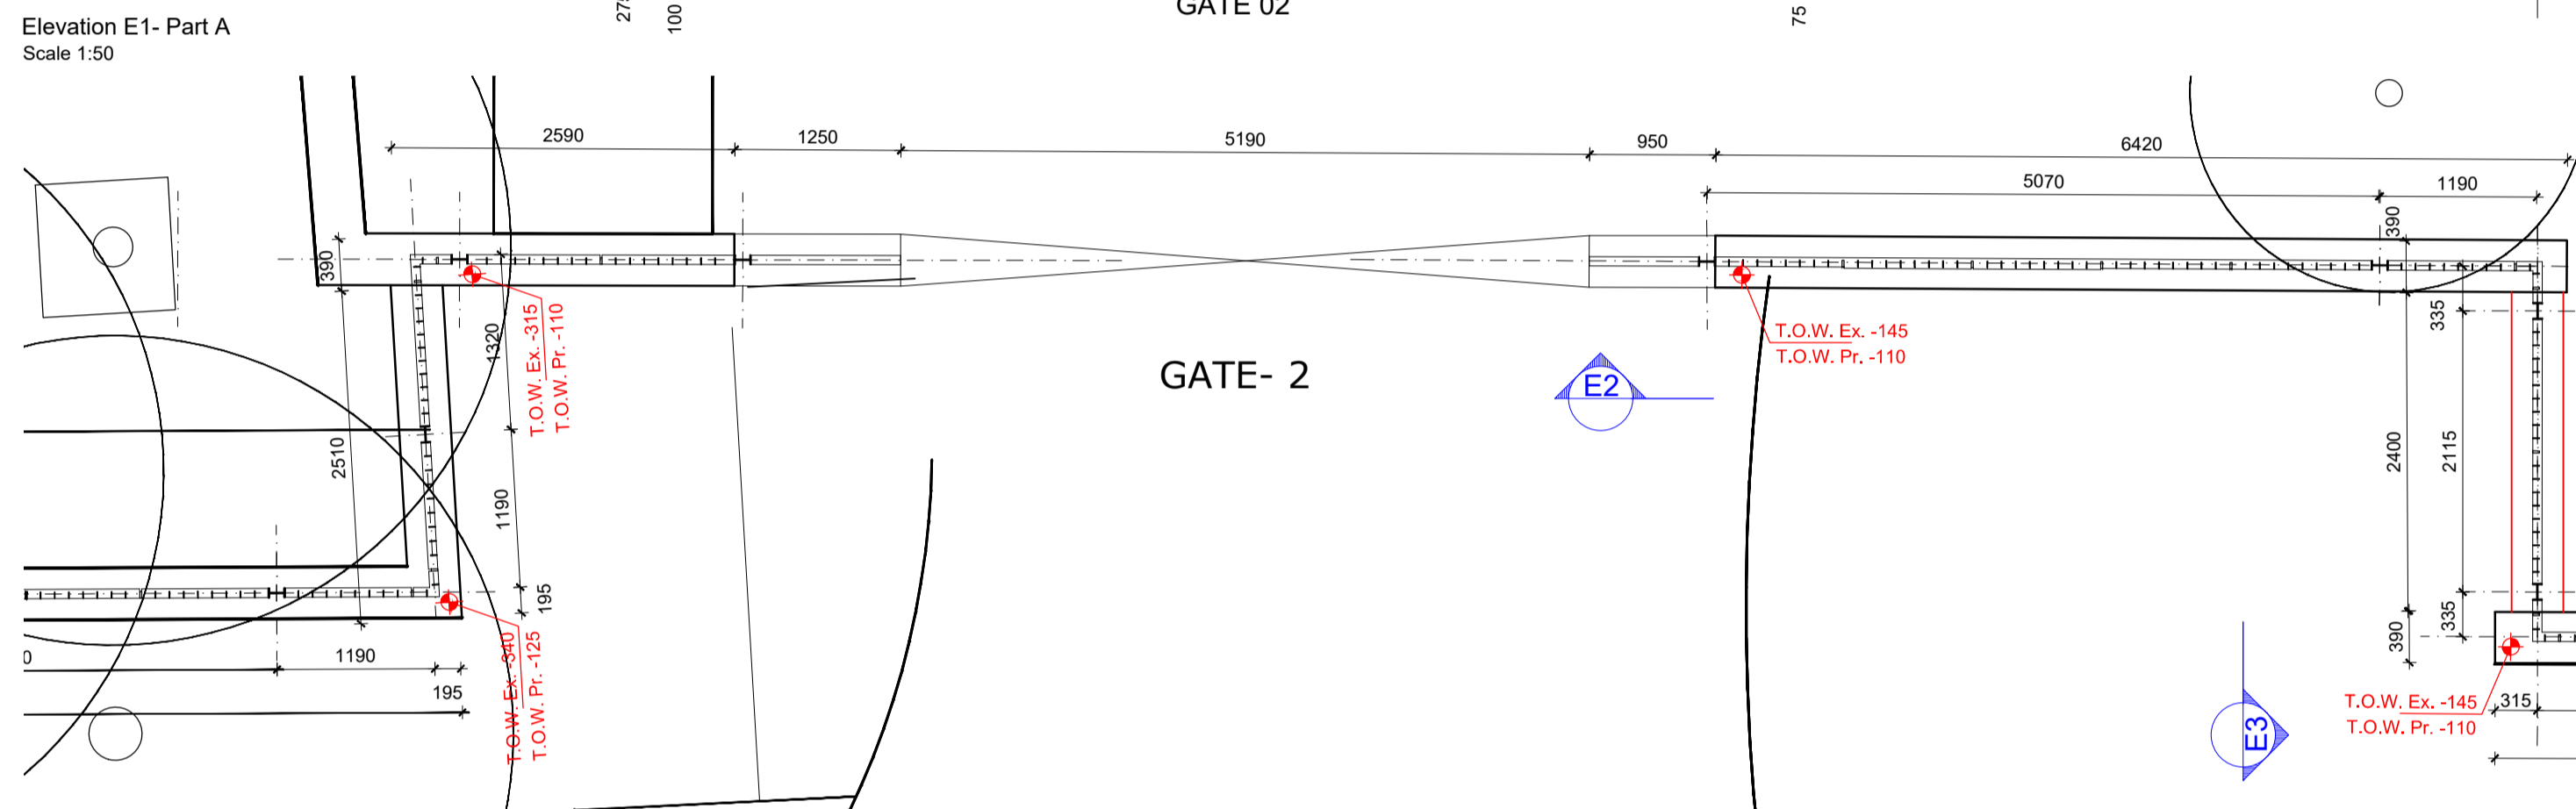 GATE 02
100
75
Elevation E1- Part A
Scale 1:50
2590
1250
5190
950
6420
5070
1190
390
390
335
1320
T.O.W. Ex. -315
T.O.W. Pr. -110
T.O.W. Ex. -145
T.O.W. Pr. -110
GATE- 2
E2
2510
2400
2115
1190
195
335
390
T.O.W. Ex. -340
T.O.W. Pr. -125
0
1190
195
T.O.W. Ex. -145
T.O.W. Pr. -110
315
E3